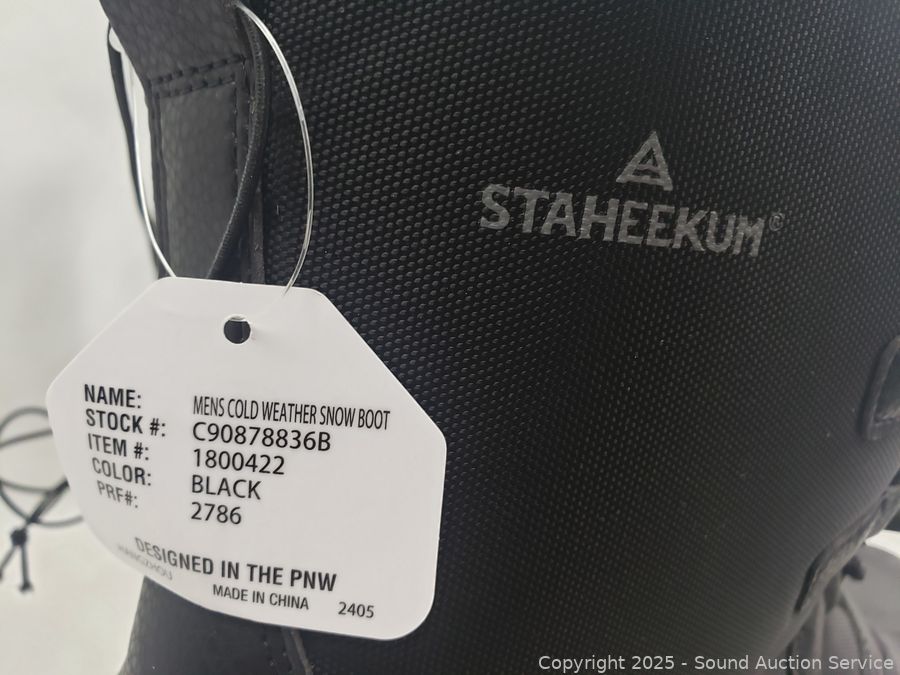 STAHEEKUM©
NAME: MENS COLD WEATHER SNOW BOOT
STOCK #: C90878836B
ITEM #: 1800422
COLOR: BLACK
PRF#: 2786
DESIGNED IN THE PNW
HANGZHOU
MADE IN CHINA 2405
Copyright © 2025 - Sound Auction Service